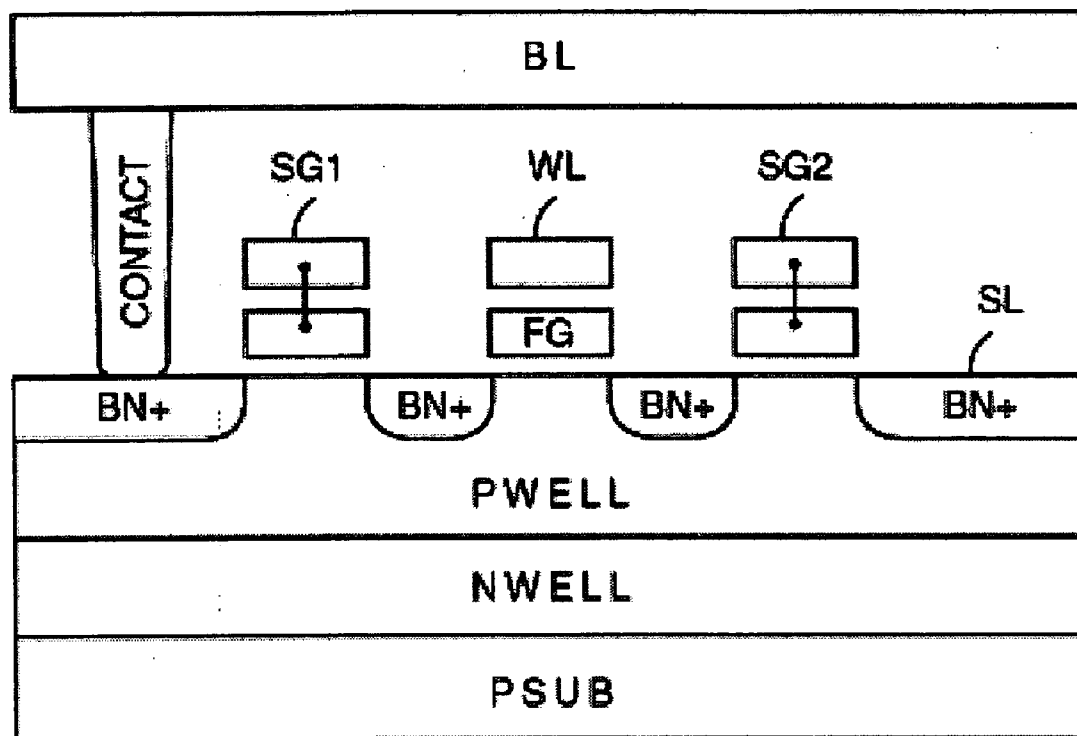 BL
CONTACT
SG1 WL SG2
FG
SL
BN+ BN+ BN+ BN+
PWELL
NWELL
PSUB